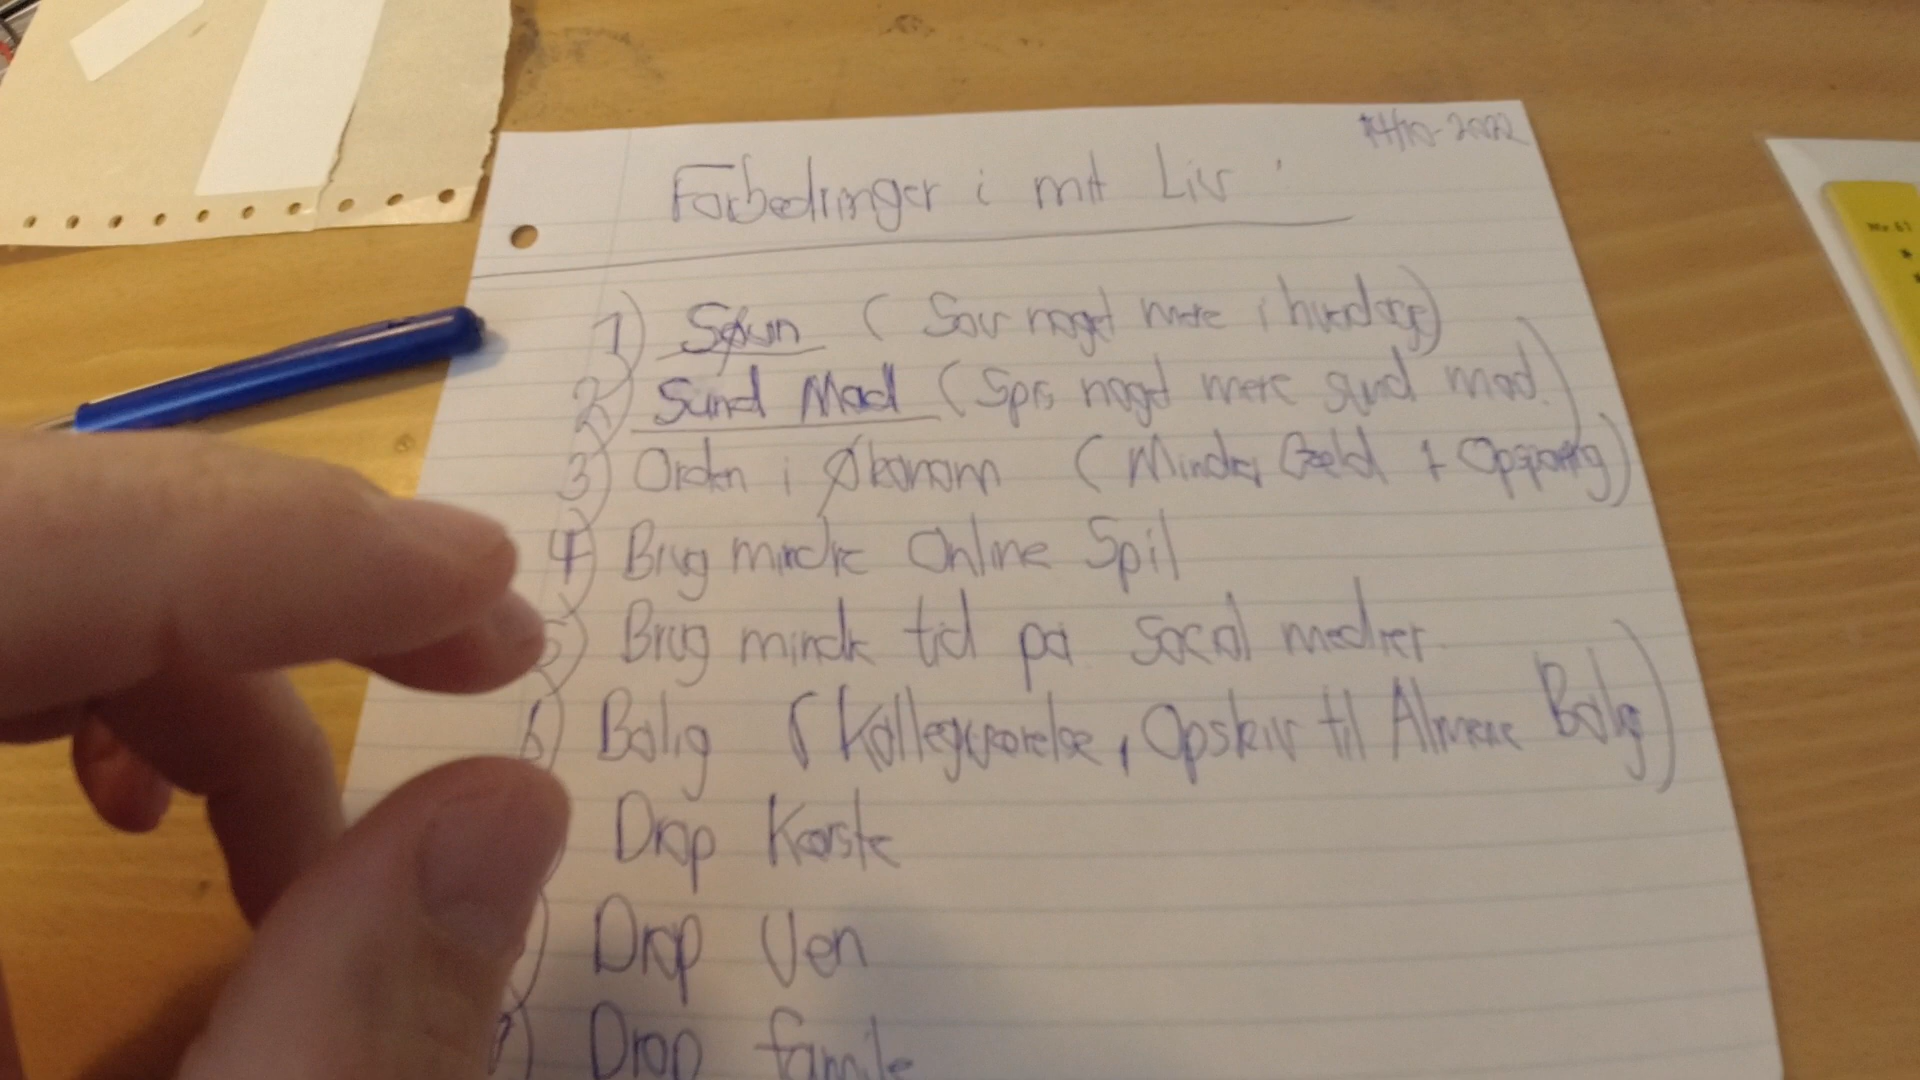 14/10-2022
Forbedringer i mit Liv
1) Søvn (Sov noget mere i hverdage)
2) Sund Mad (Spis noget mere sund mad.)
3) Orden i Økonomi (Mindre Gæld + Opsparing)
4) Brug mindre Online Spil
5) Brug mindre tid på Social medier
6) Bolig (Kollegieværelse, Opskriv til Almene Bolig)
Drop Kæreste
Drop Ven
Drop familie